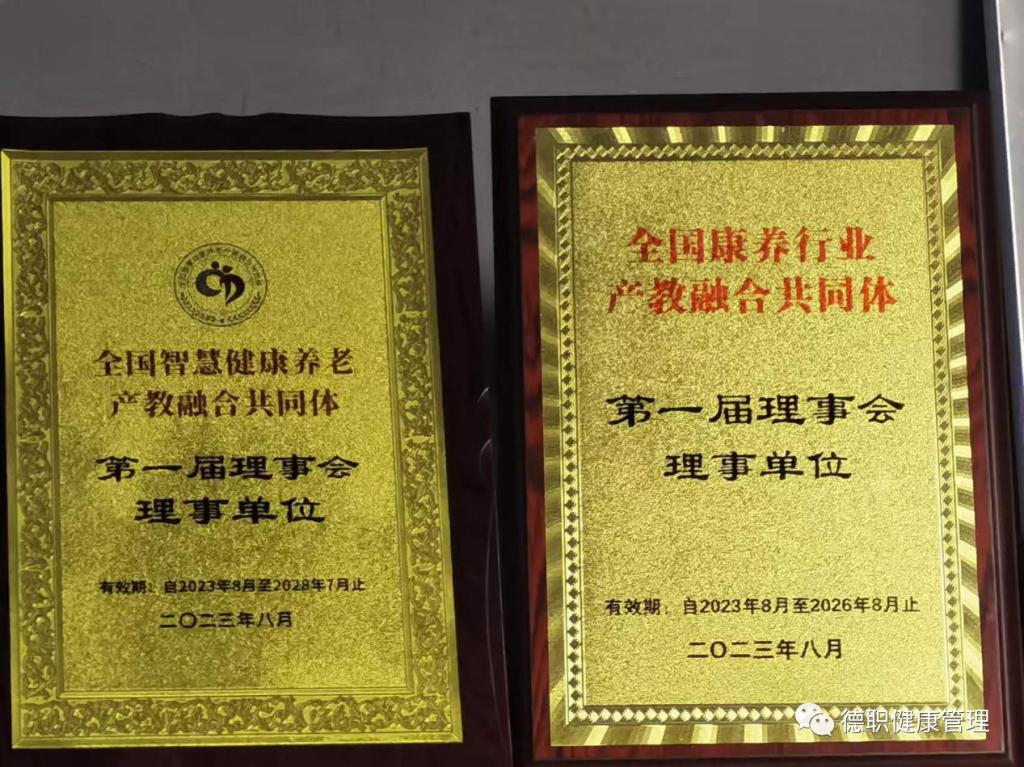 全国智慧健康养老
产教融合共同体
第一届理事会
理事单位
有效期：自2023年8月至2028年7月止
二〇二三年八月
全国康养行业
产教融合共同体
第一届理事会
理事单位
有效期：自2023年8月至2026年8月止
二〇二三年八月
德职健康管理